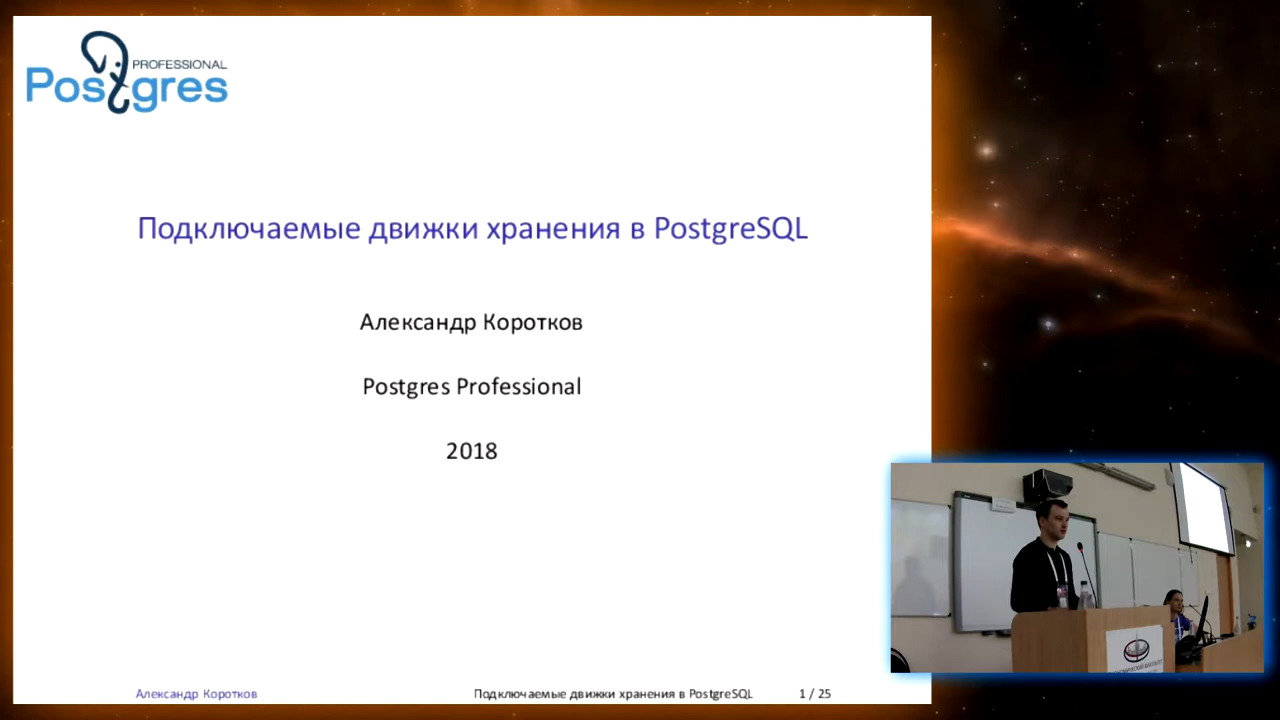 PROFESSIONAL
Postgres
Подключаемые движки хранения в PostgreSQL
Александр Коротков
Postgres Professional
2018
Александр Коротков Подключаемые движки хранения в PostgreSQL 1 / 25